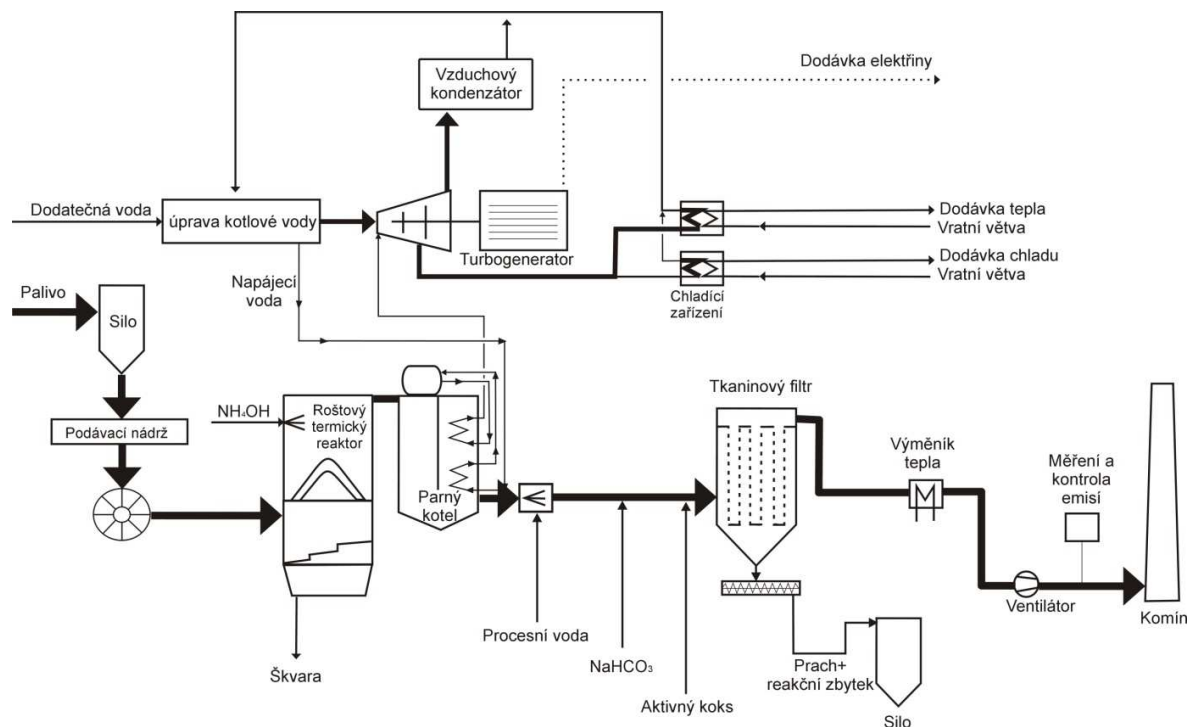 Vzduchový
kondenzátor
Dodávka elektřiny
Dodatečná voda
úprava kotlové vody
Turbogenerator
Dodávka tepla
Vratní větva
Dodávka chladu
Vratní větva
Chladící
zařízení
Napájecí
voda
Palivo
Silo
Podávací nádrž
NH₄OH
Roštový
termický
reaktor
Parný
kotel
Tkaninový filtr
Výměník
tepla
Měření a
kontrola
emisí
Ventilátor
Komín
Procesní voda
NaHCO₃
Aktivný koks
Škvara
Prach+
reakční zbytek
Silo